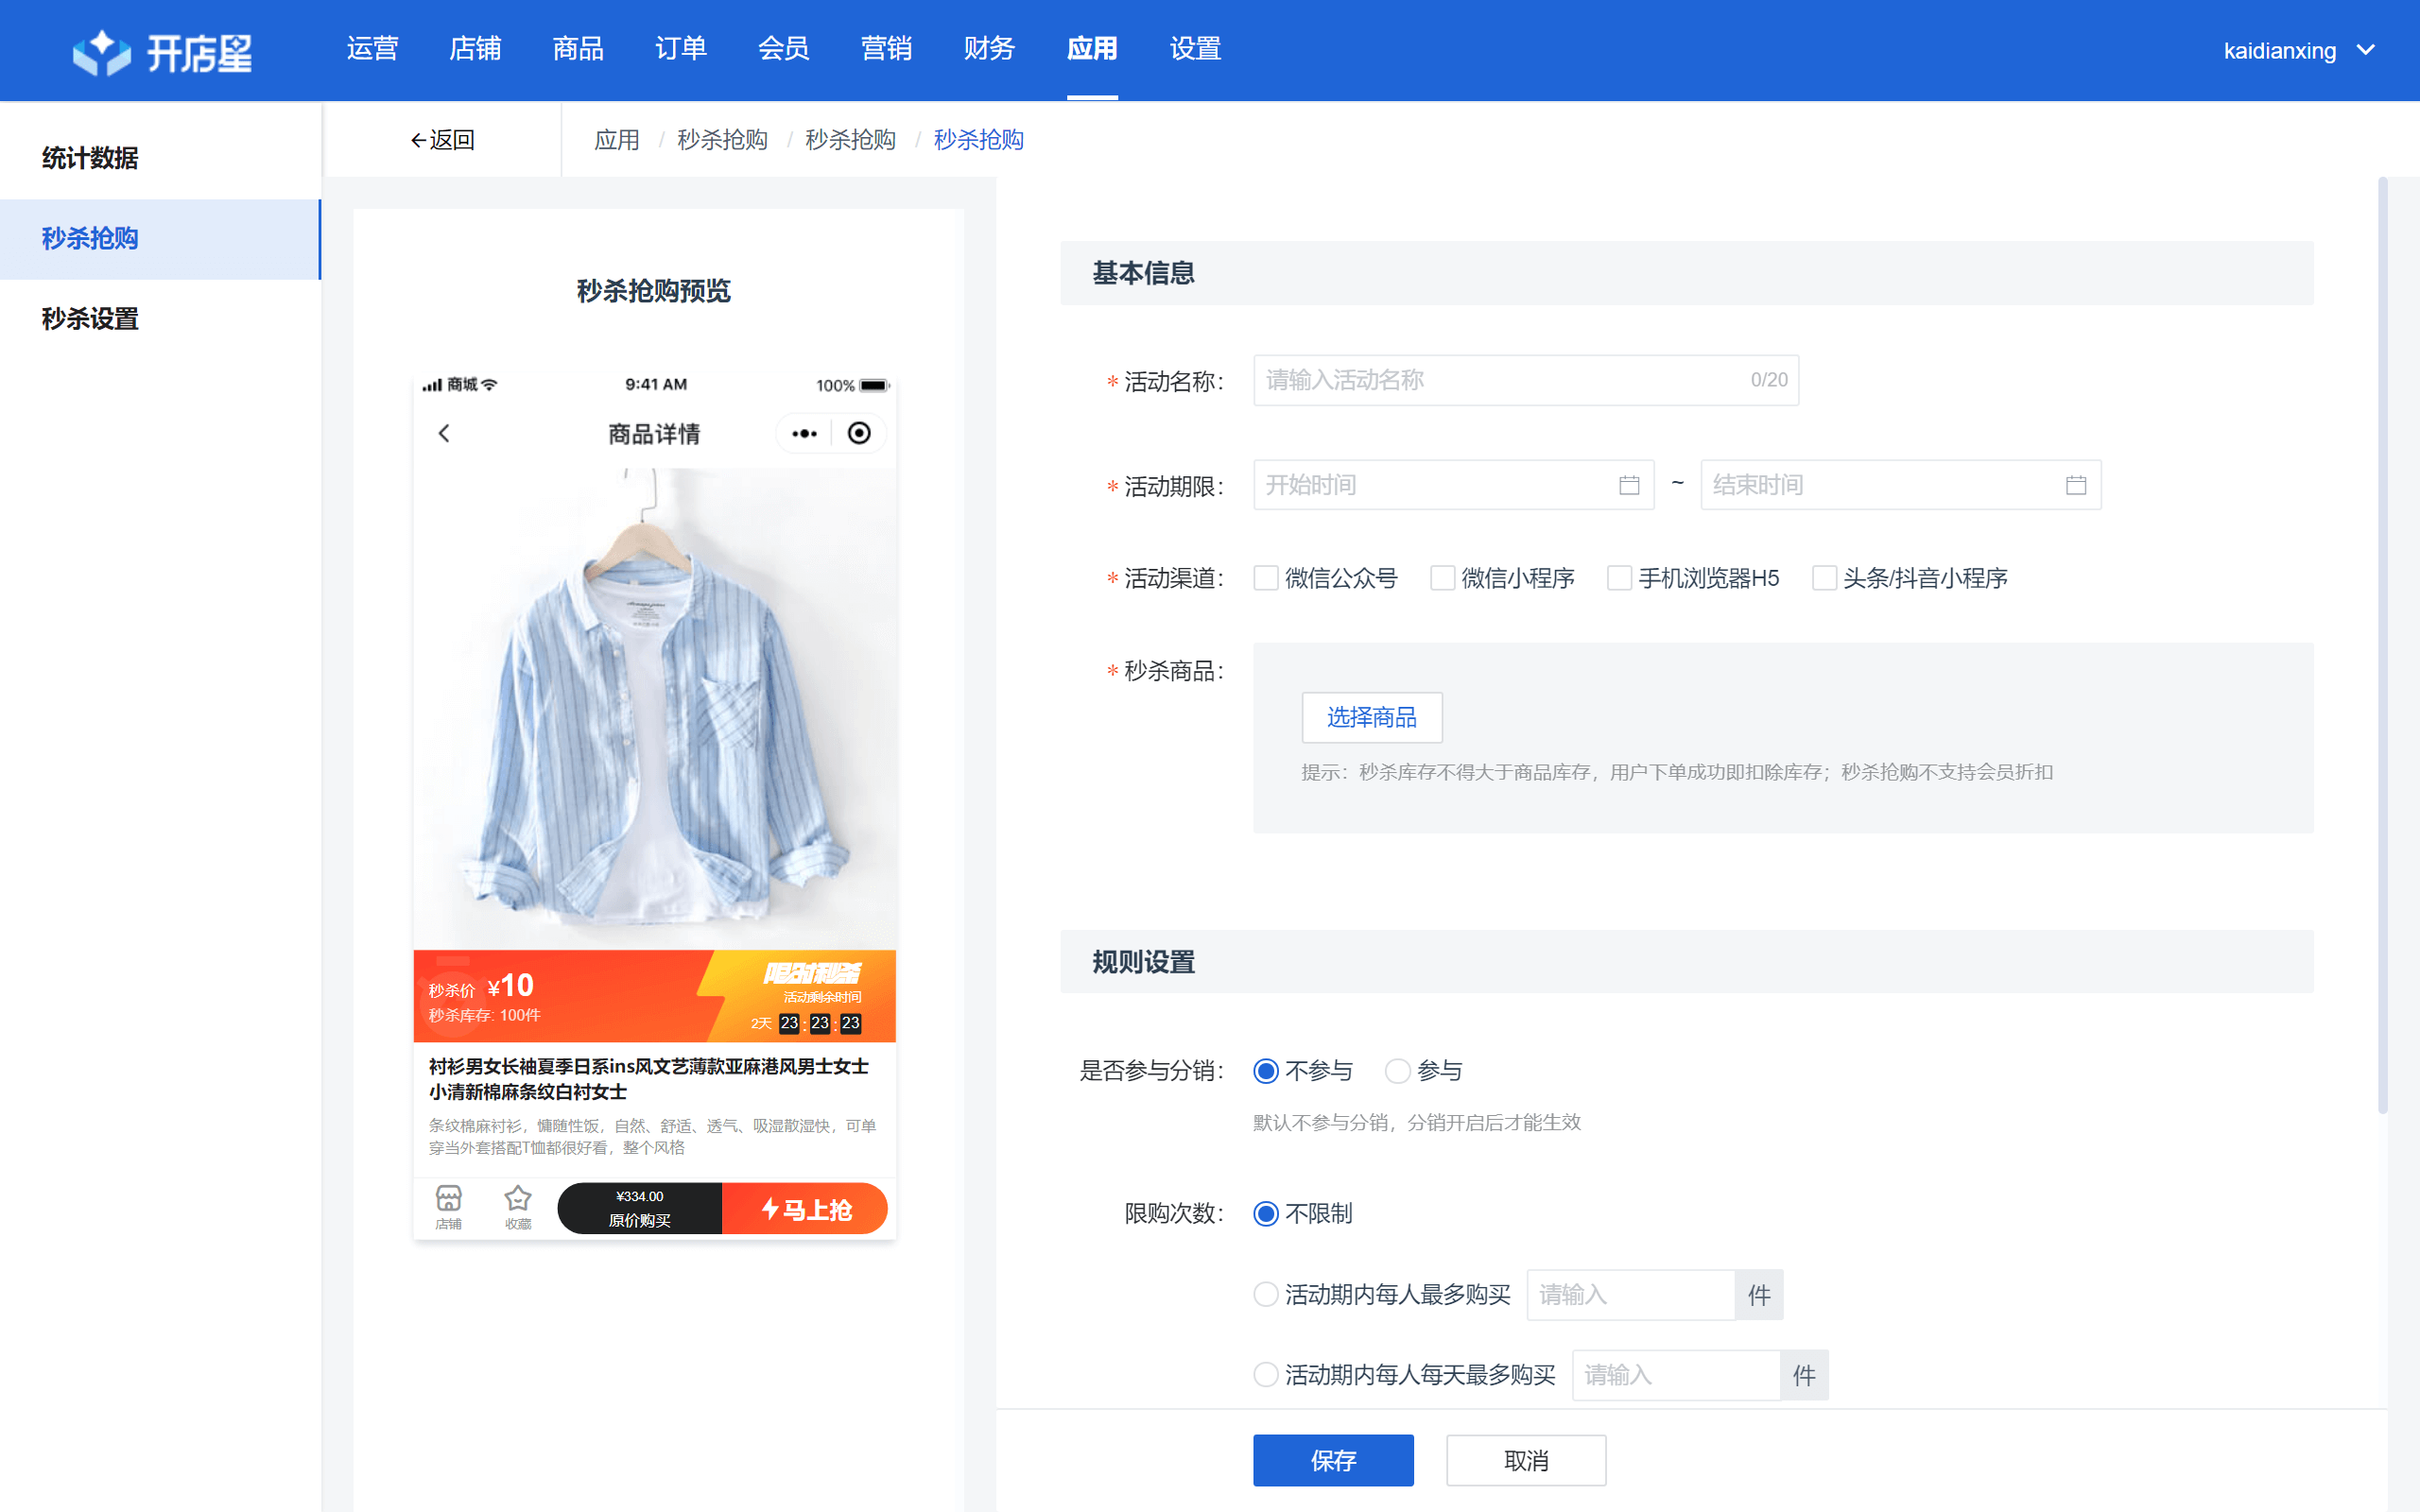 开店星
运营 店铺 商品 订单 会员 营销 财务 应用 设置
kaidianxing
统计数据
秒杀抢购
秒杀设置
←返回
应用 / 秒杀抢购 / 秒杀抢购 / 秒杀抢购
秒杀抢购预览
商城 9:41 AM 100%
商品详情
秒杀价 ¥10
秒杀库存: 100件
限时秒杀
活动剩余时间
2天 23 : 23 : 23
衬衫男女长袖夏季日系ins风文艺薄款亚麻港风男士女士
小清新棉麻条纹白衬女士
条纹棉麻衬衫，慵随性饭，自然、舒适、透气、吸湿散湿快，可单
穿当外套搭配T恤都很好看，整个风格
店铺
收藏
¥334.00
原价购买
马上抢
基本信息
* 活动名称： 请输入活动名称 0/20
* 活动期限： 开始时间 ~ 结束时间
* 活动渠道： 微信公众号 微信小程序 手机浏览器H5 头条/抖音小程序
* 秒杀商品：
选择商品
提示：秒杀库存不得大于商品库存，用户下单成功即扣除库存；秒杀抢购不支持会员折扣
规则设置
是否参与分销： 不参与 参与
默认不参与分销，分销开启后才能生效
限购次数： 不限制
活动期内每人最多购买 请输入 件
活动期内每人每天最多购买 请输入 件
保存 取消